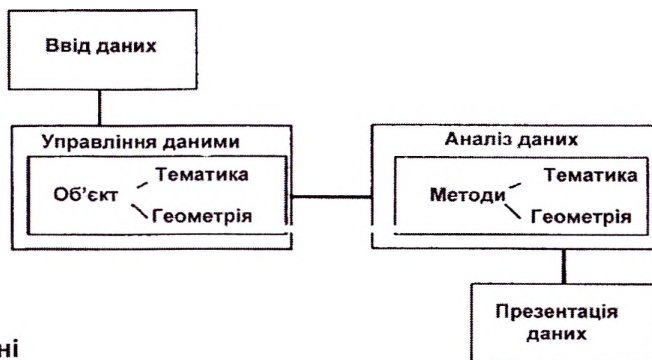 Ввід даних
Управління даними
Об’єкт
Тематика
Геометрія
Аналіз даних
Методи
Тематика
Геометрія
Презентація
даних
ні